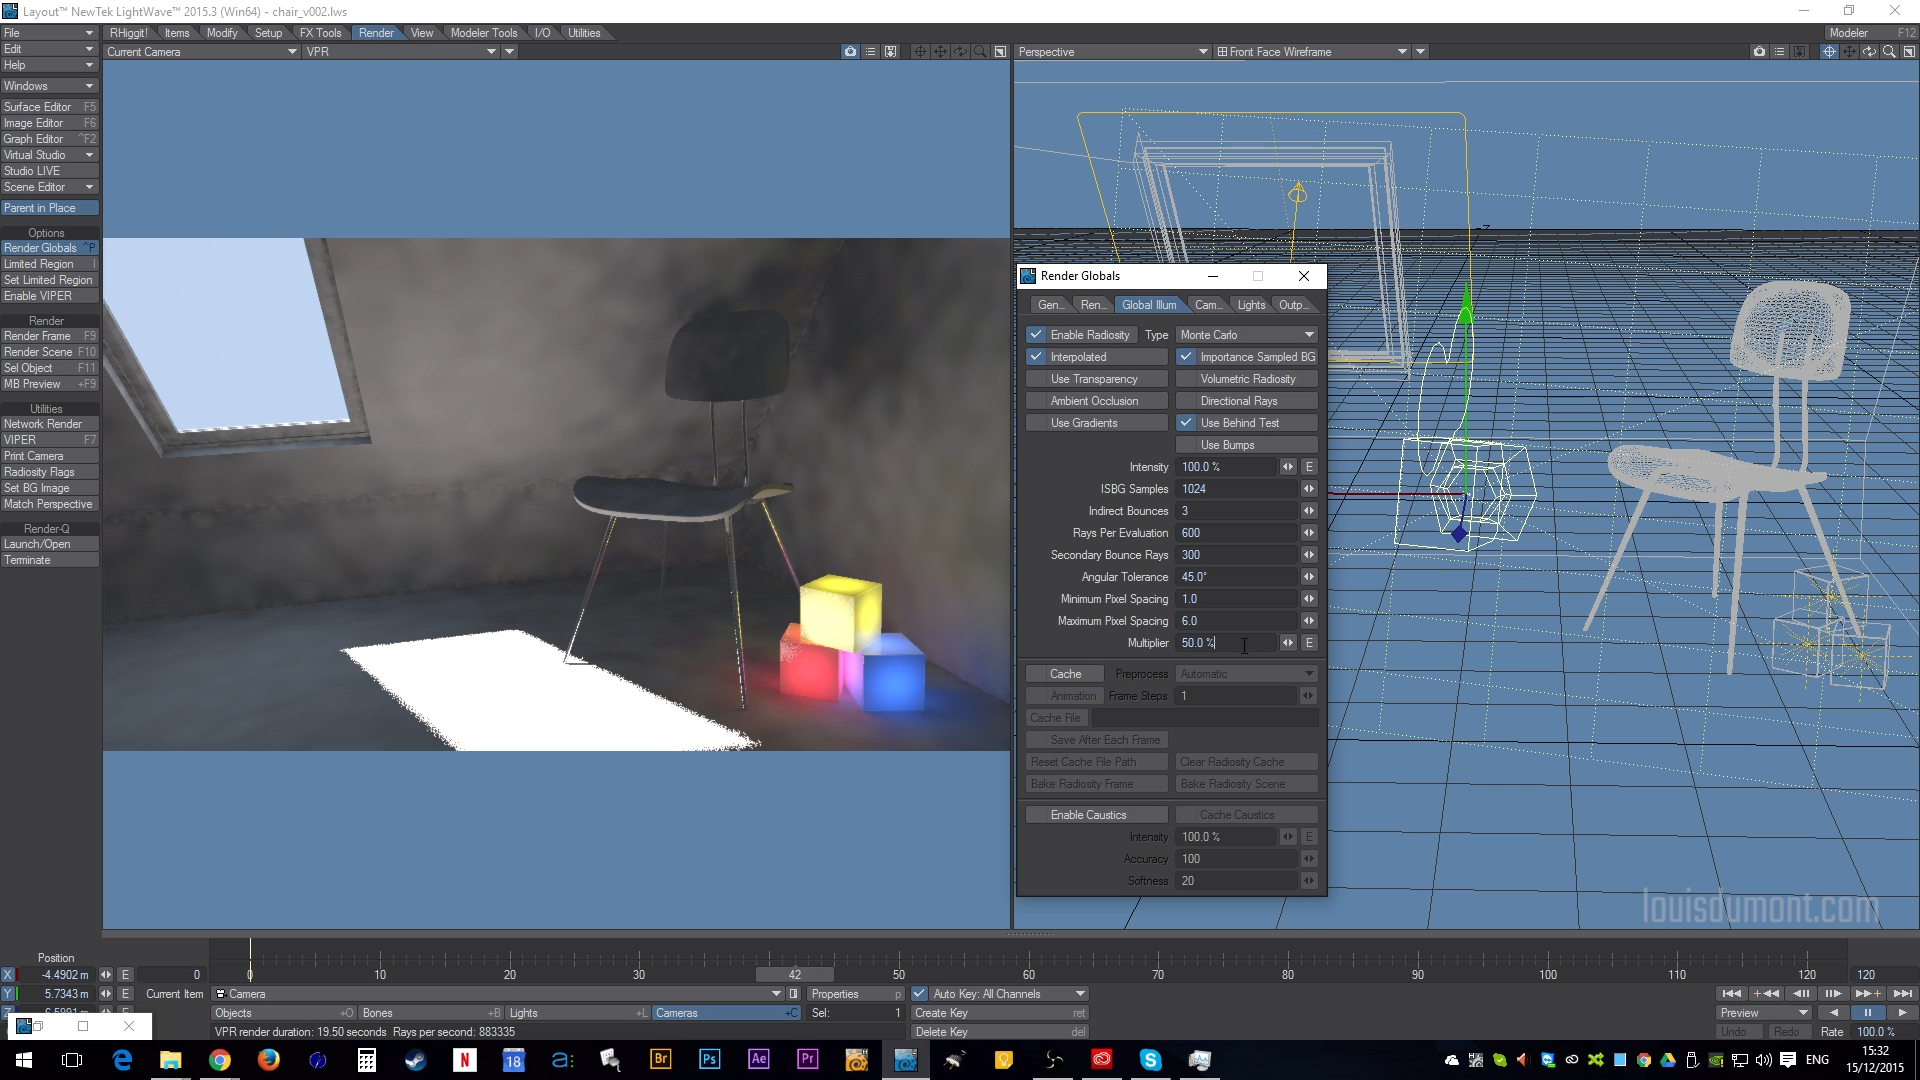 Layout™ NewTek LightWave™ 2015.3 (Win64) - chair_v002.lws
File
Edit
Help
Windows
Surface Editor F5
Image Editor F6
Graph Editor ^F2
Virtual Studio
Studio LIVE
Scene Editor
Parent in Place
Options
Render Globals ^P
Limited Region l
Set Limited Region
Enable VIPER
Render
Render Frame F9
Render Scene F10
Sel Object F11
MB Preview +F9
Utilities
Network Render
VIPER F7
Print Camera
Radiosity Flags
Set BG Image
Match Perspective
Render-Q
Launch/Open
Terminate
RHiggit! Items Modify Setup FX Tools Render View Modeler Tools I/O Utilities
Modeler F12
Current Camera VPR
Perspective Front Face Wireframe
Render Globals
Gen... Ren... Global Illum Cam... Lights Outp...
Enable Radiosity Type Monte Carlo
Interpolated Importance Sampled BG
Use Transparency Volumetric Radiosity
Ambient Occlusion Directional Rays
Use Gradients Use Behind Test
Use Bumps
Intensity 100.0 % E
ISBG Samples 1024
Indirect Bounces 3
Rays Per Evaluation 600
Secondary Bounce Rays 300
Angular Tolerance 45.0°
Minimum Pixel Spacing 1.0
Maximum Pixel Spacing 6.0
Multiplier 50.0 % E
Cache Preprocess Automatic
Animation Frame Steps 1
Cache File
Save After Each Frame
Reset Cache File Path Clear Radiosity Cache
Bake Radiosity Frame Bake Radiosity Scene
Enable Caustics Cache Caustics
Intensity 100.0 % E
Accuracy 100
Softness 20
louisdumont.com
Position
X -4.4902 m E
Y 5.7343 m E
0
0 10 20 30 42 50 60 70 80 90 100 110 120 120
Current Item Camera Properties p Auto Key: All Channels
Objects +O Bones +B Lights +L Cameras +C Sel: 1 Create Key ret
VPR render duration: 19.50 seconds Rays per second: 883335
Delete Key del
Preview
Undo Redo Rate 100.0 %
N 18 a: Br Ps Ae Pr
ENG
15:32
15/12/2015